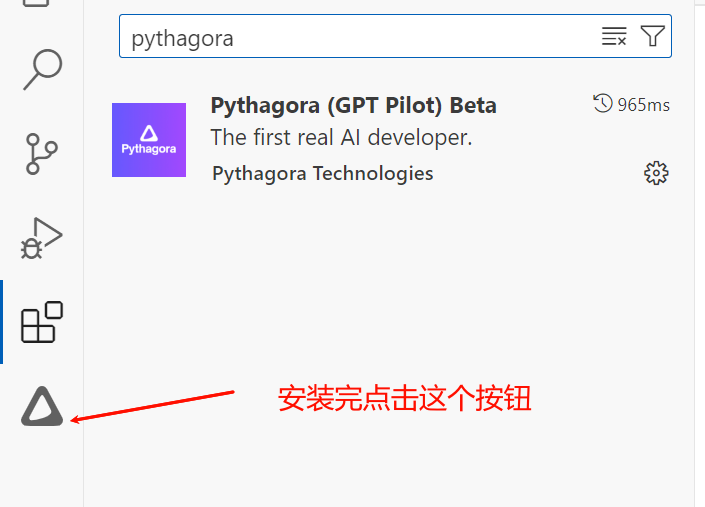 pythagora
Pythagora (GPT Pilot) Beta
965ms
The first real AI developer.
Pythagora
Pythagora Technologies
安装完点击这个按钮